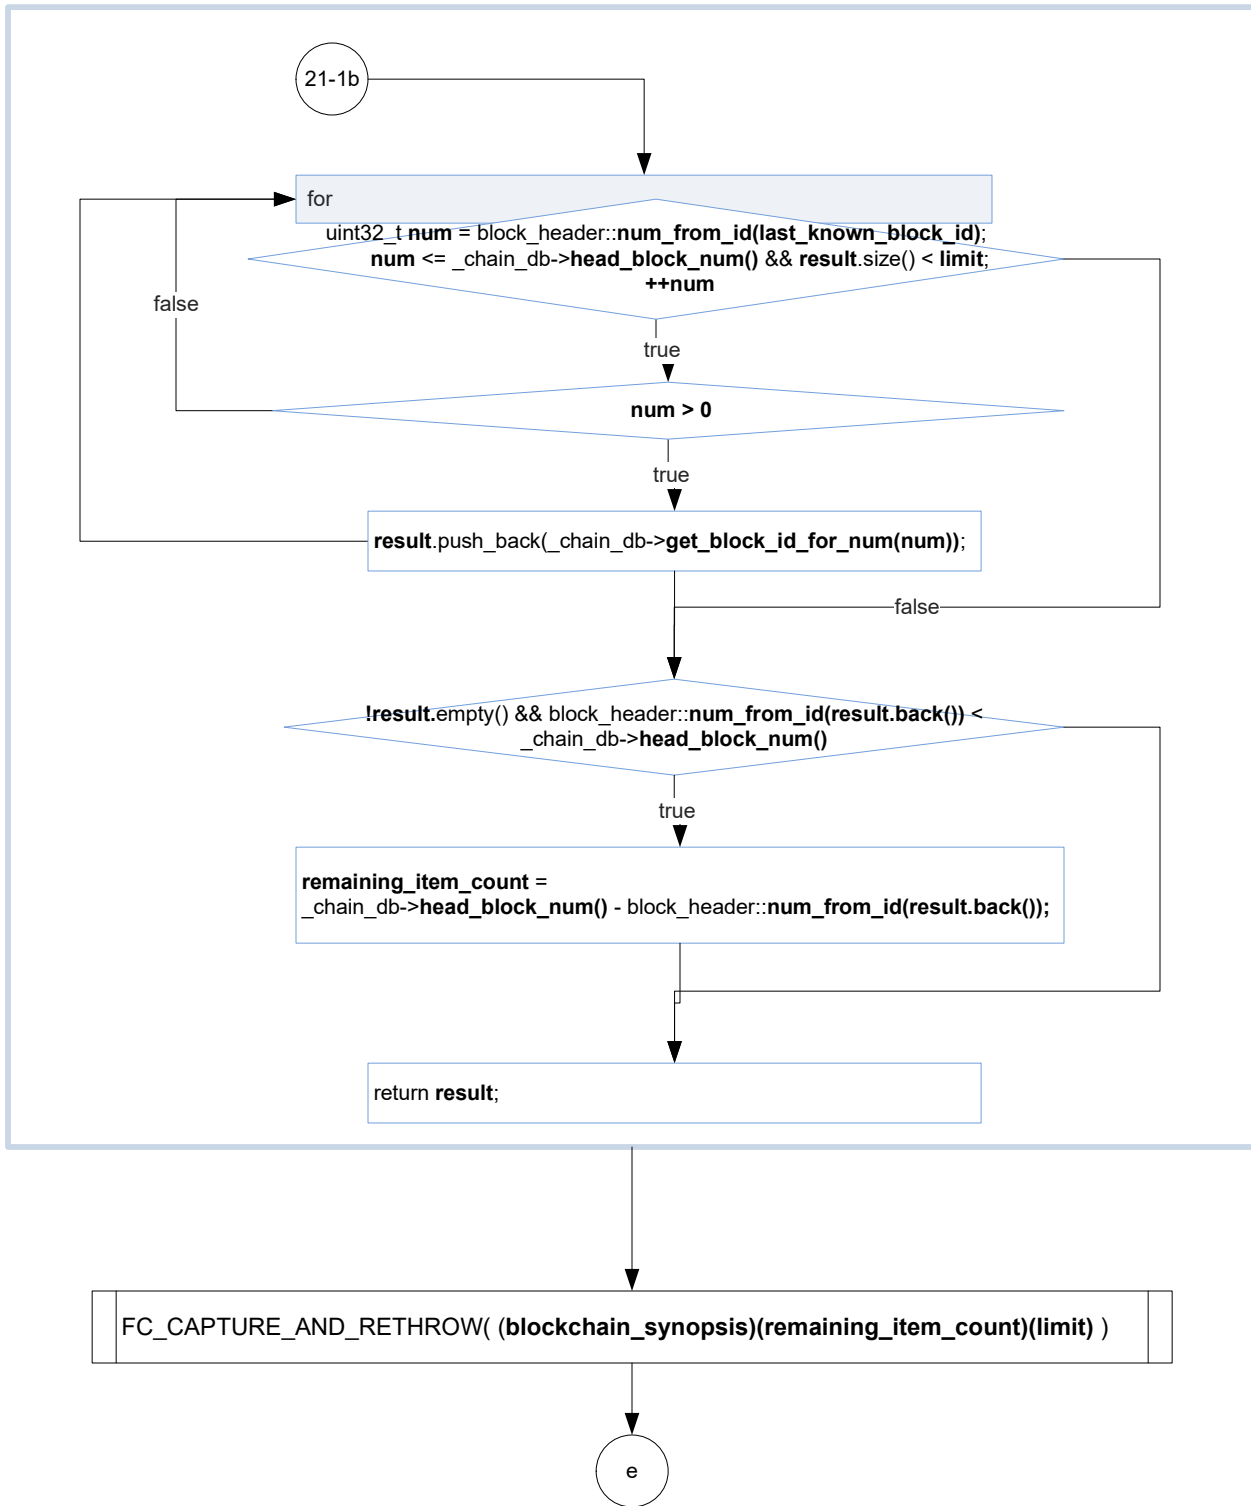 21-1b
for
uint32_t num = block_header::num_from_id(last_known_block_id);
num <= _chain_db->head_block_num() && result.size() < limit;
++num
false
true
num > 0
true
result.push_back(_chain_db->get_block_id_for_num(num));
false
!result.empty() && block_header::num_from_id(result.back()) <
_chain_db->head_block_num()
true
remaining_item_count =
_chain_db->head_block_num() - block_header::num_from_id(result.back());
return result;
FC_CAPTURE_AND_RETHROW( (blockchain_synopsis)(remaining_item_count)(limit) )
e